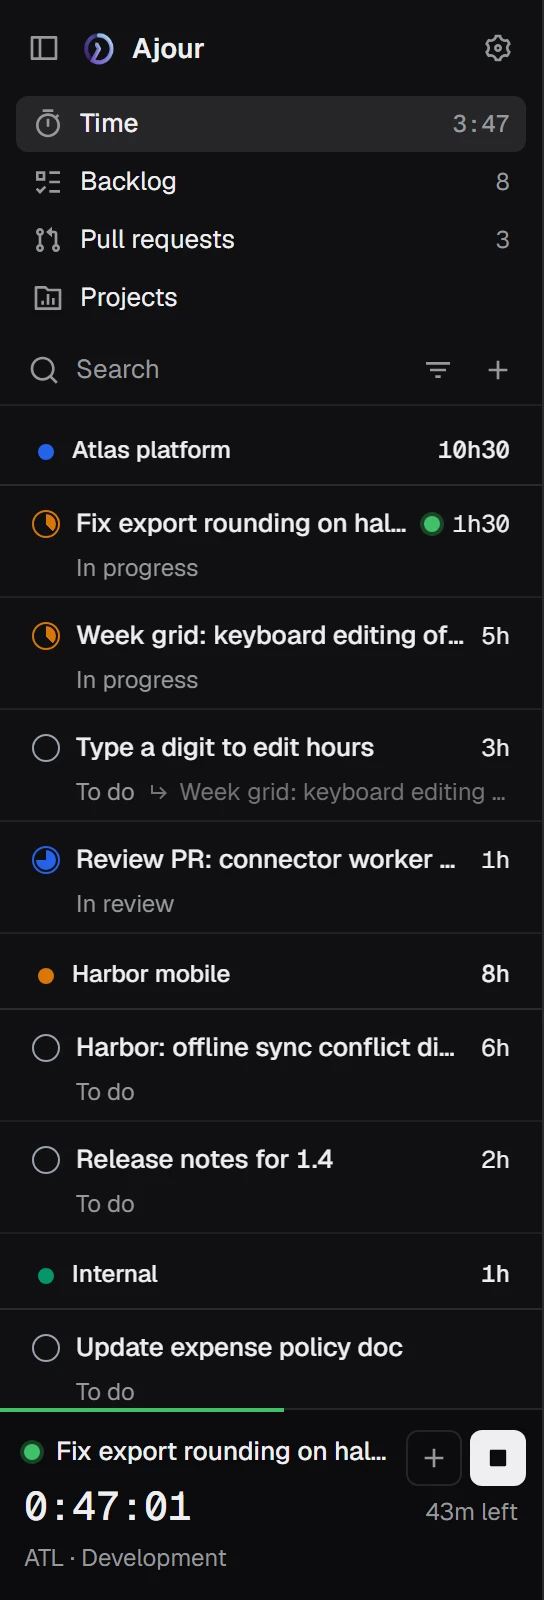 Ajour
Time 3:47
Backlog 8
Pull requests 3
Projects
Search
Atlas platform 10h30
Fix export rounding on hal... 1h30
In progress
Week grid: keyboard editing of... 5h
In progress
Type a digit to edit hours 3h
To do ↳ Week grid: keyboard editing ...
Review PR: connector worker ... 1h
In review
Harbor mobile 8h
Harbor: offline sync conflict di... 6h
To do
Release notes for 1.4 2h
To do
Internal 1h
Update expense policy doc
To do
Fix export rounding on hal...
0:47:01
43m left
ATL · Development